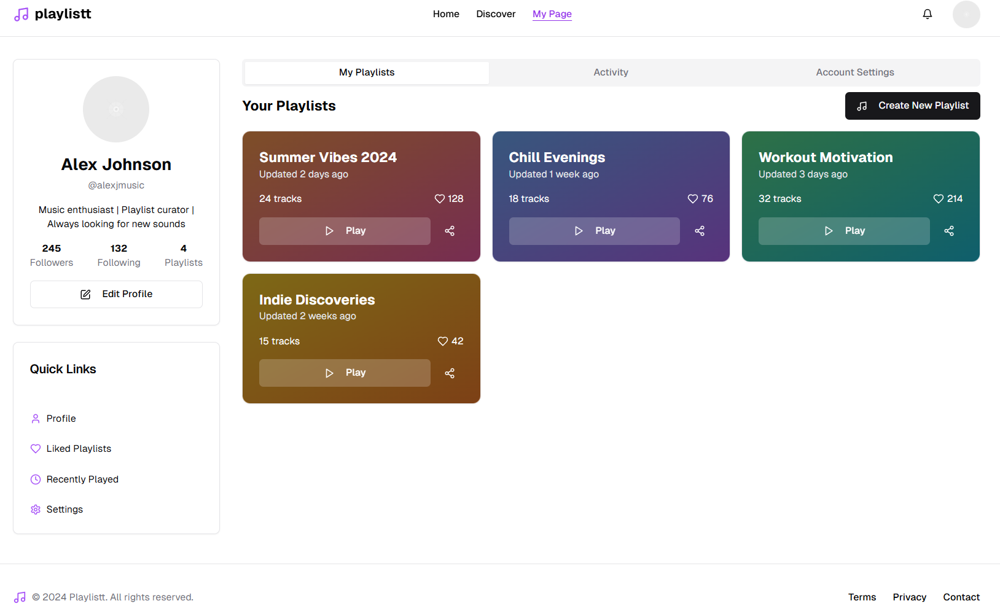 playlistt
Home
Discover
My Page
Alex Johnson
@alexjmusic
Music enthusiast | Playlist curator |
Always looking for new sounds
245
Followers
132
Following
4
Playlists
Edit Profile
Quick Links
Profile
Liked Playlists
Recently Played
Settings
My Playlists
Activity
Account Settings
Your Playlists
Create New Playlist
Summer Vibes 2024
Updated 2 days ago
24 tracks
128
Play
Chill Evenings
Updated 1 week ago
18 tracks
76
Play
Workout Motivation
Updated 3 days ago
32 tracks
214
Play
Indie Discoveries
Updated 2 weeks ago
15 tracks
42
Play
© 2024 Playlistt. All rights reserved.
Terms
Privacy
Contact